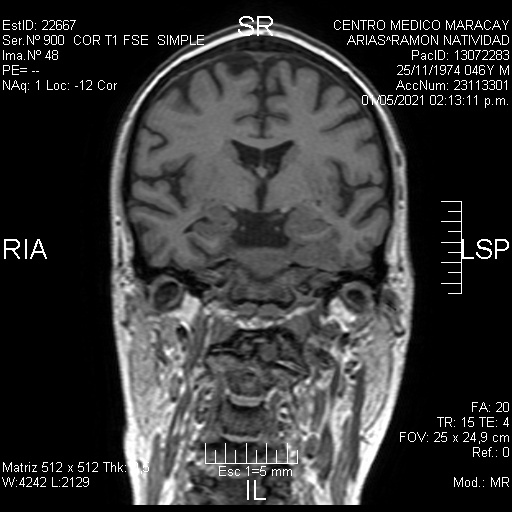 EstID: 22667
Ser.Nº 900 COR T1 FSE SIMPLE
Ima.Nº 48
PE= --
NAq: 1 Loc: -12 Cor
SR
CENTRO MEDICO MARACAY
ARIAS^RAMON NATIVIDAD
PacID: 13072283
25/11/1974 046Y M
AccNum: 23113301
01/05/2021 02:13:11 p.m.
RIA
LSP
FA: 20
TR: 15 TE: 4
FOV: 25 x 24,9 cm
Ref.: 0
Mod.: MR
Matriz 512 x 512 Thk:
W:4242 L:2129
Esc 1=5 mm
IL